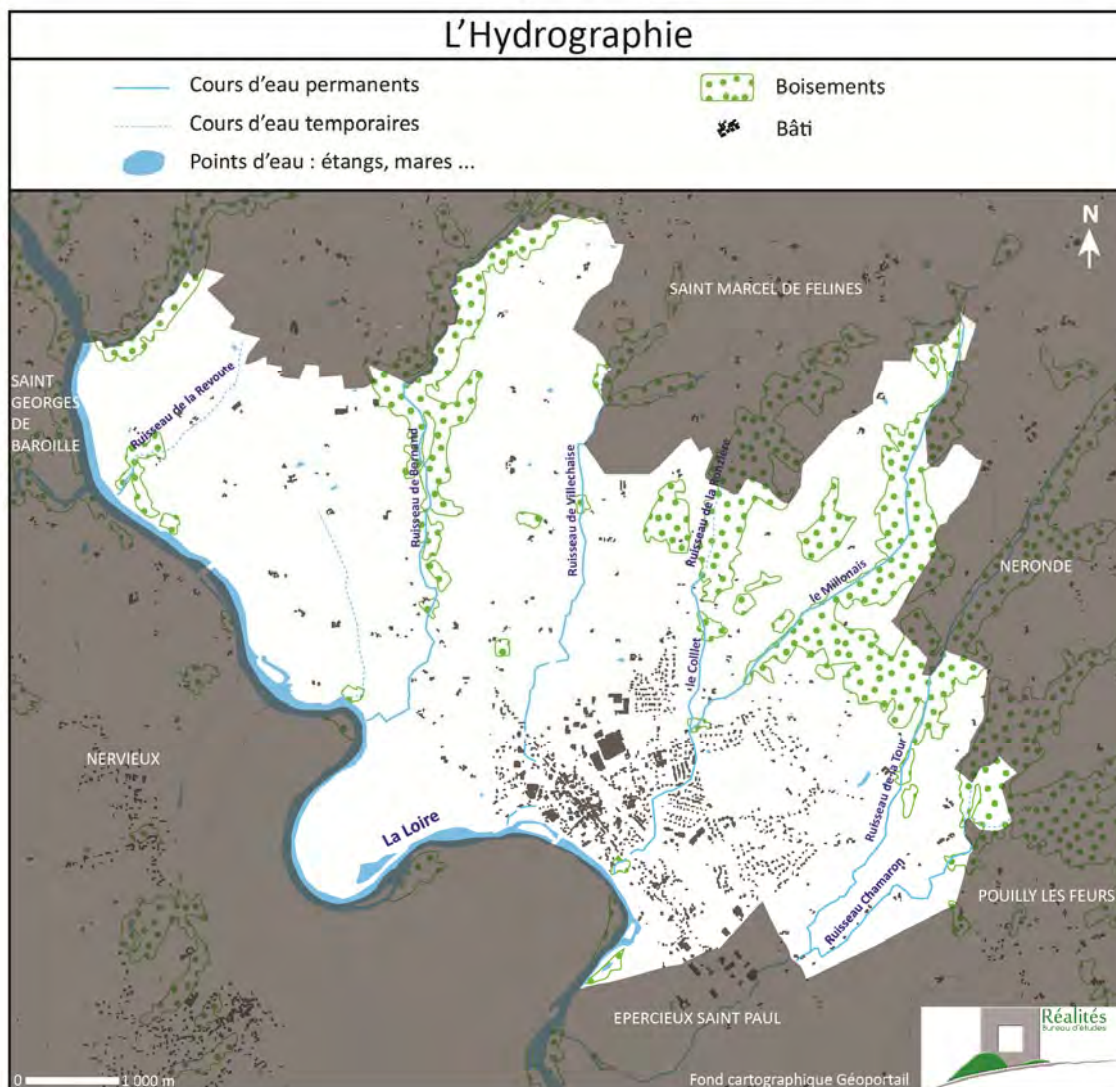 L'Hydrographie
Cours d'eau permanents
Cours d'eau temporaires
Points d'eau : étangs, mares ...
Boisements
Bâti
N
SAINT MARCEL DE FELINES
SAINT
GEORGES
DE
BAROILLE
Ruisseau de la Revoute
Ruisseau de Bernand
Ruisseau de Villechaise
Ruisseau de la Ronzière
le Millonais
NERONDE
le Colllet
NERVIEUX
La Loire
Ruisseau de la Tour
Ruisseau Chamaron
POUILLY LES FEURS
EPERCIEUX SAINT PAUL
Réalités
Bureau d'études
0 1 000 m
Fond cartographique Géoportail